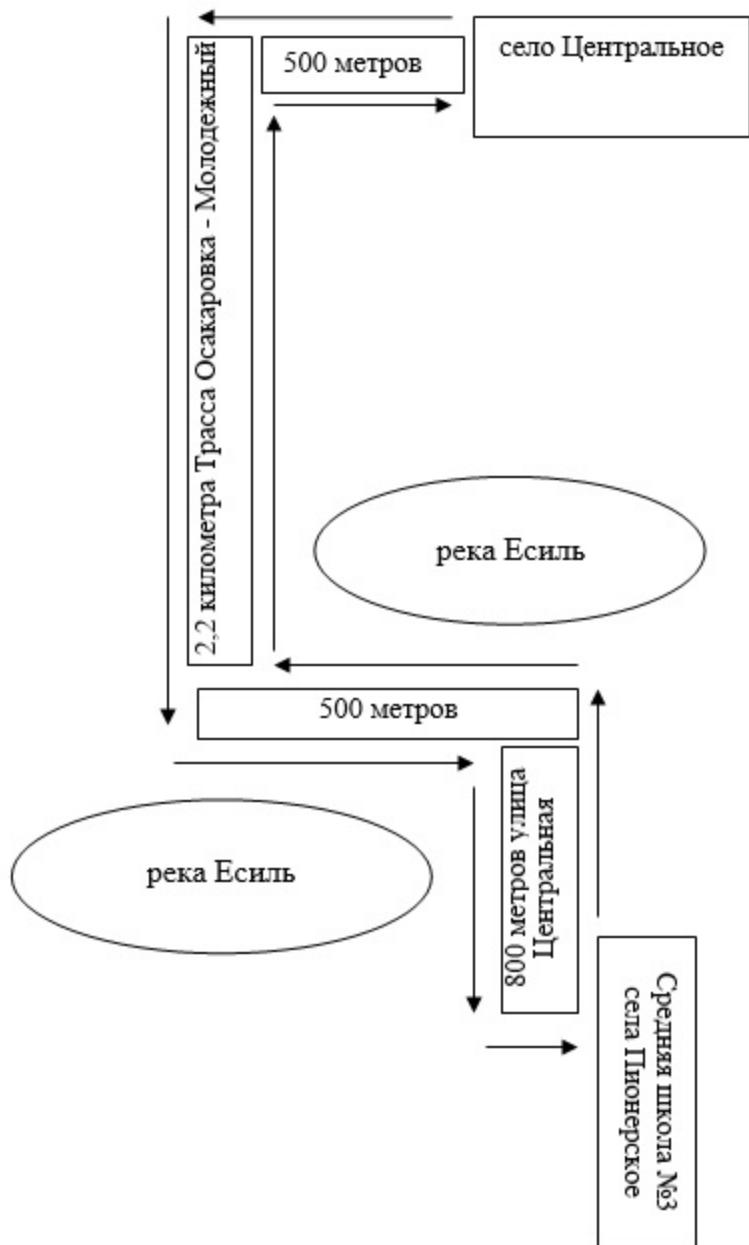 500 метров
село Центральное
2,2 километра Трасса Осакаровка - Молодежный
река Есиль
500 метров
800 метров улица
Центральная
река Есиль
Средняя школа №3
села Пионерское